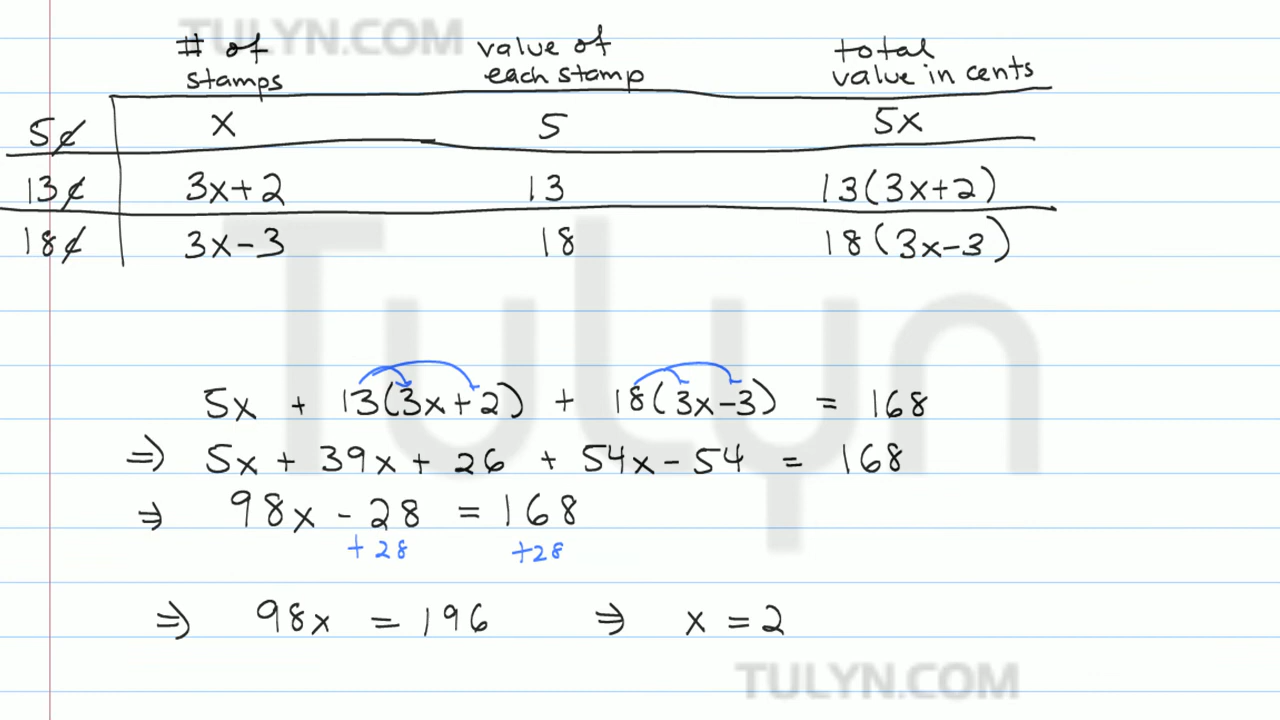 TULYN.COM
# of stamps value of each stamp total value in cents
5¢ x 5 5x
13¢ 3x+2 13 13(3x+2)
18¢ 3x-3 18 18(3x-3)
Tulyn
5x + 13(3x+2) + 18(3x-3) = 168
⇒ 5x + 39x + 26 + 54x - 54 = 168
⇒ 98x - 28 = 168
+ 28 +28
⇒ 98x = 196 ⇒ x = 2
TULYN.COM